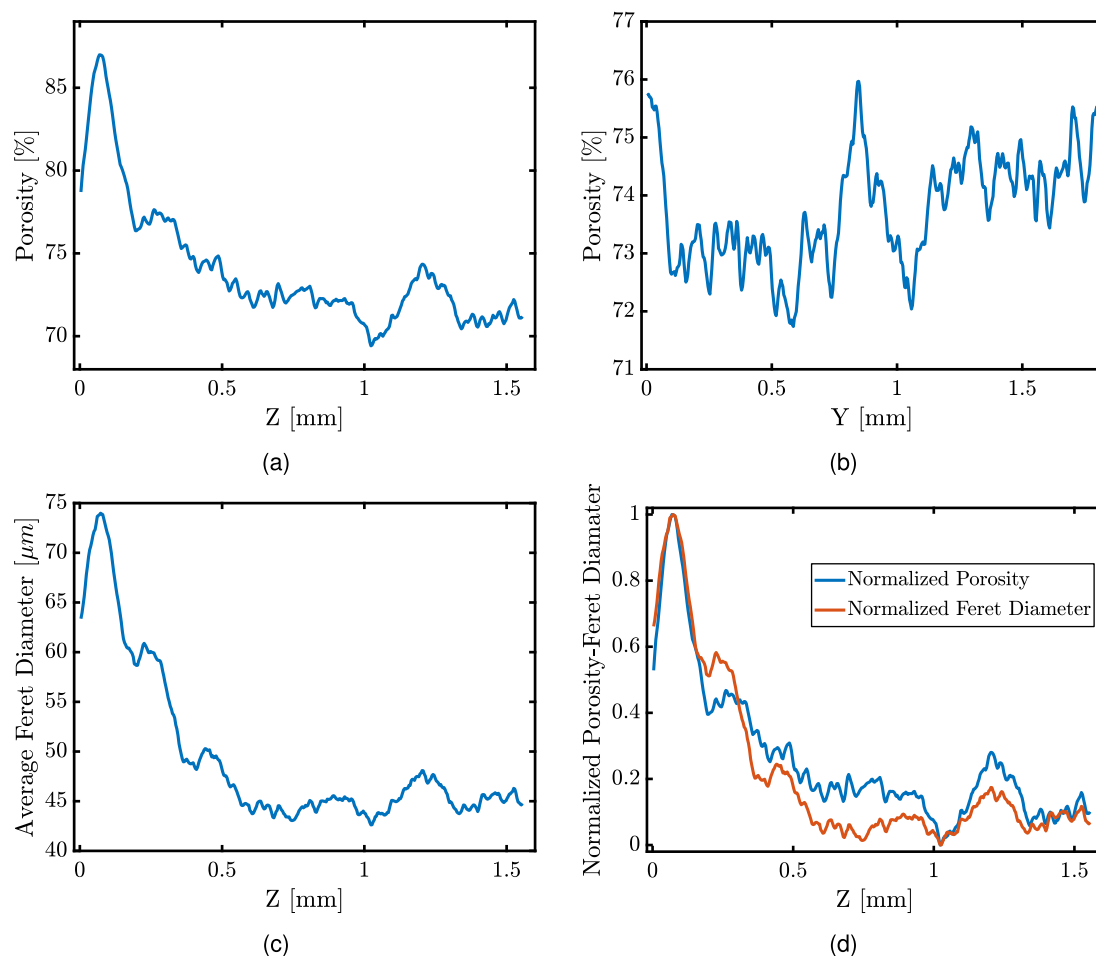 Porosity [%]
85
80
75
70
0
0.5
1
1.5
Z [mm]
(a)
Porosity [%]
77
76
75
74
73
72
71
0
0.5
1
1.5
Y [mm]
(b)
Average Feret Diameter [μm]
75
70
65
60
55
50
45
40
0
0.5
1
1.5
Z [mm]
(c)
Normalized Porosity-Feret Diamater
1
0.8
0.6
0.4
0.2
0
Normalized Porosity
Normalized Feret Diameter
0
0.5
1
1.5
Z [mm]
(d)